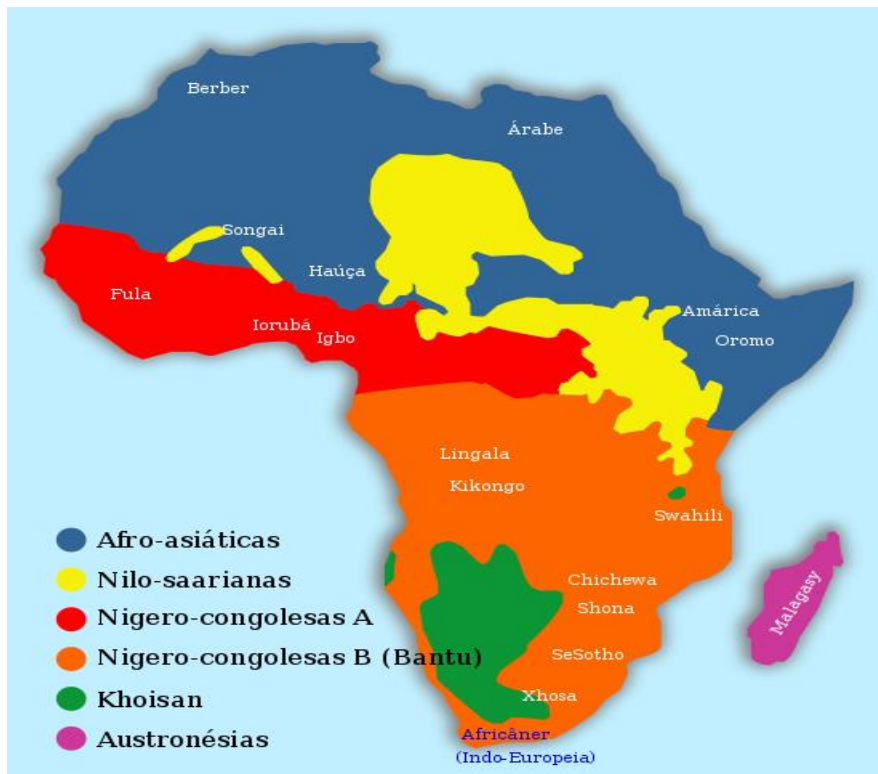 Berber
Árabe
Songai
Haúça
Fula
Amárica
Iorubá
Igbo
Oromo
Lingala
Kikongo
Swahili
Chichewa
Shona
Malagasy
SeSotho
Xhosa
Africâner
(Indo-Europeia)
Afro-asiáticas
Nilo-saarianas
Nigero-congolesas A
Nigero-congolesas B (Bantu)
Khoisan
Austronésias